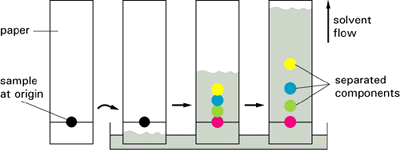 paper
sample
at origin
solvent
flow
separated
components